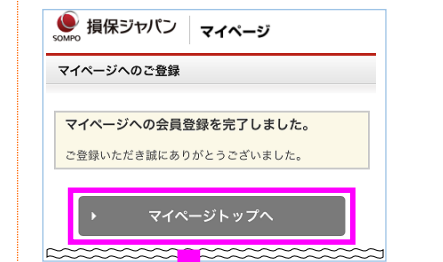 SOMPO 損保ジャパン マイページ
マイページへのご登録
マイページへの会員登録を完了しました。
ご登録いただき誠にありがとうございました。
マイページトップへ